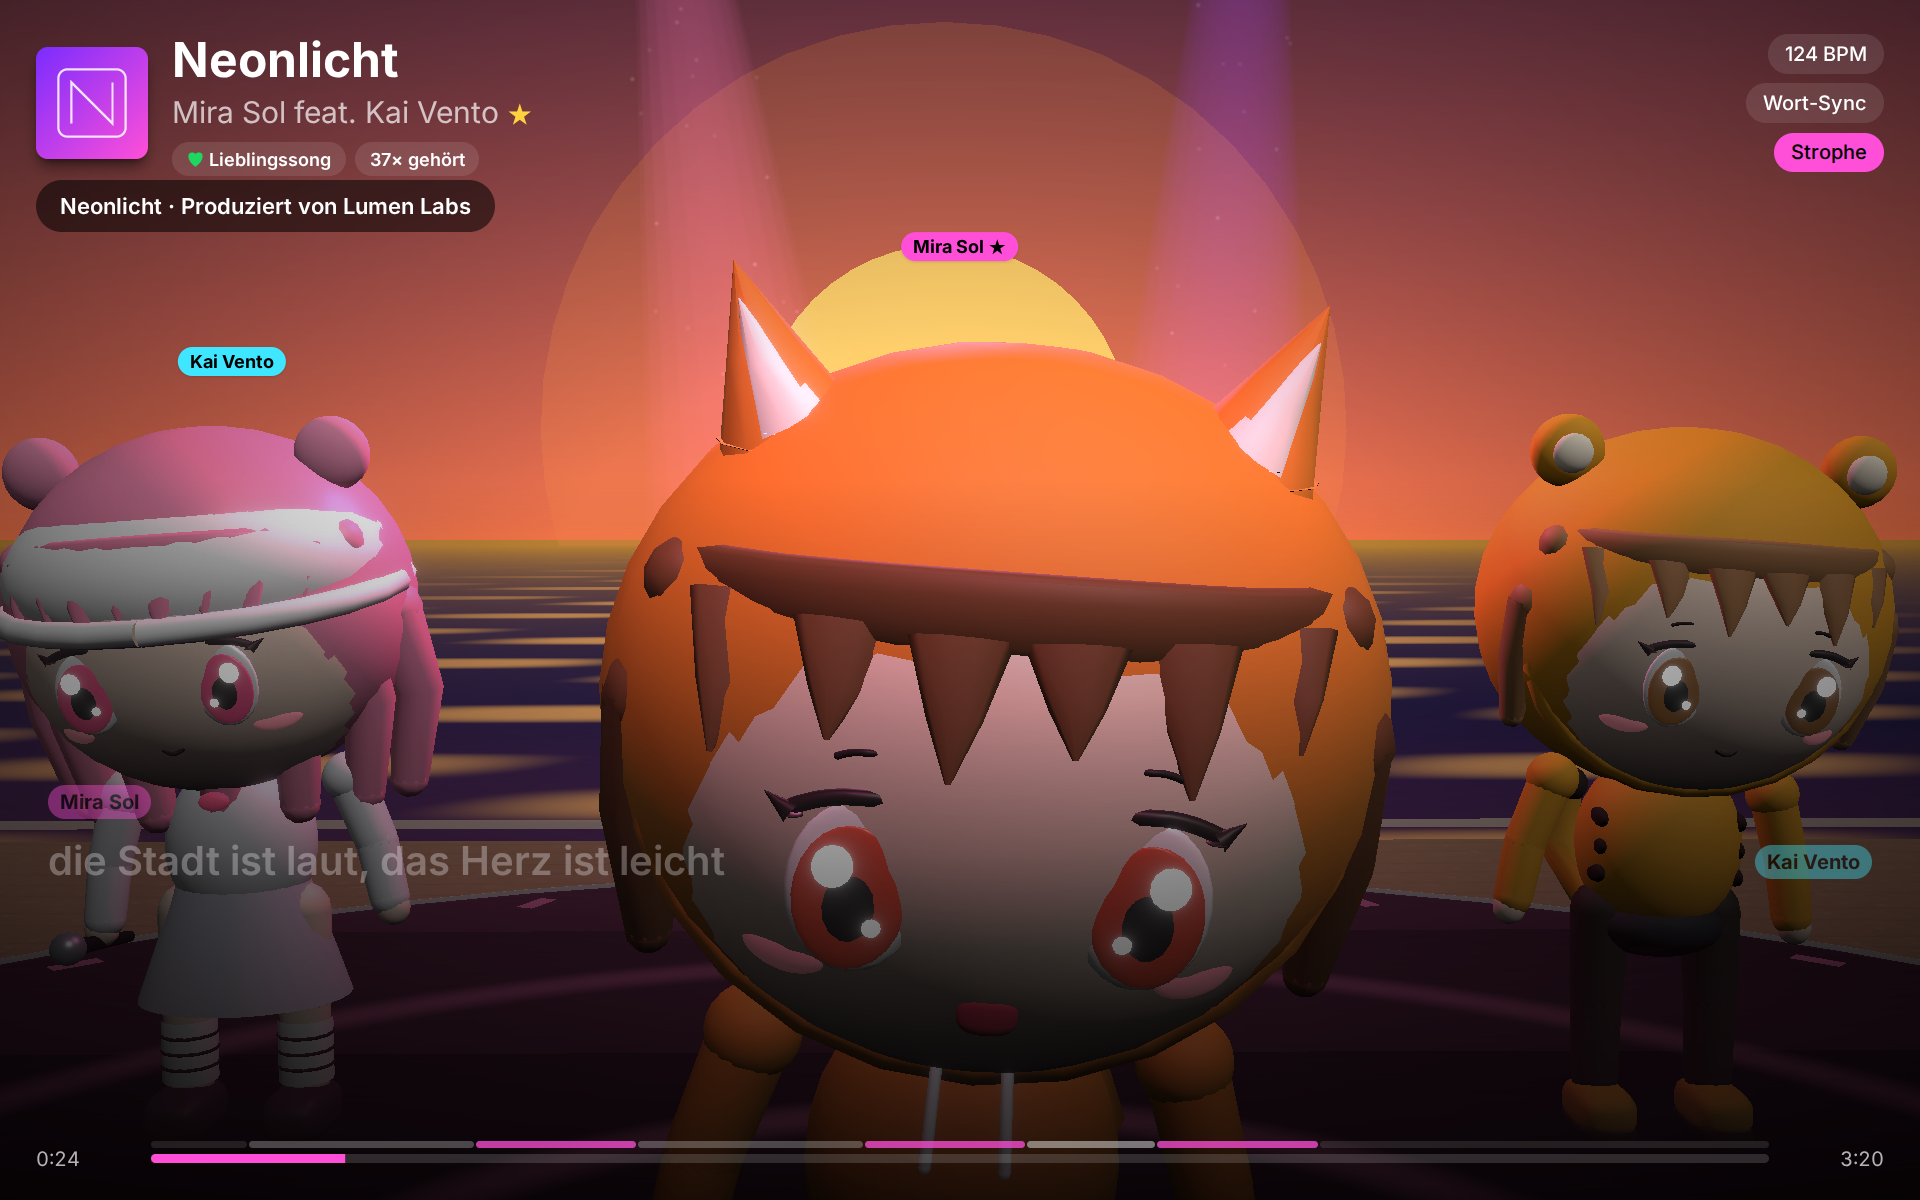 N
Neonlicht
Mira Sol feat. Kai Vento ★
Lieblingssong
37× gehört
Neonlicht · Produziert von Lumen Labs
124 BPM
Wort-Sync
Strophe
Mira Sol ★
Kai Vento
Mira Sol
die Stadt ist laut, das Herz ist leicht
Kai Vento
0:24
3:20